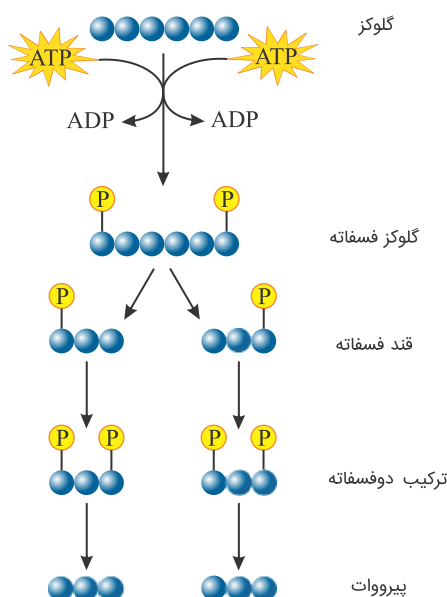 گلوکز
ATP ATP
ADP ADP
P P
گلوکز فسفاته
P P
قند فسفاته
P P P P
ترکیب دوفسفاته
پیرووات